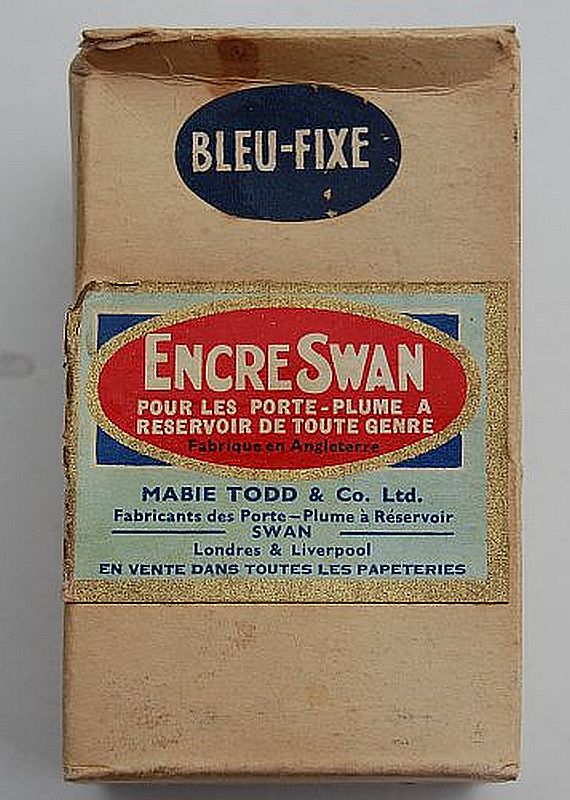 BLEU-FIXE
ENCRE SWAN
POUR LES PORTE-PLUME A
RESERVOIR DE TOUTE GENRE
Fabrique en Angleterre
MABIE TODD & Co. Ltd.
Fabricants des Porte-Plume à Réservoir
SWAN
Londres & Liverpool
EN VENTE DANS TOUTES LES PAPETERIES